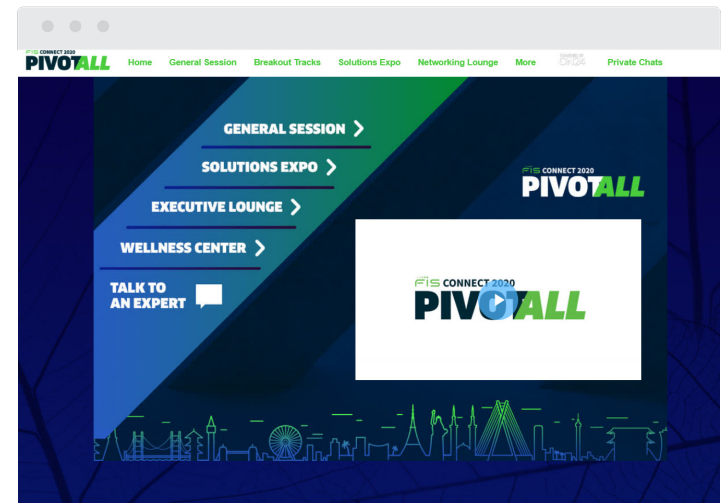 FIS CONNECT 2020
PIVOTALL
Home General Session Breakout Tracks Solutions Expo Networking Lounge More ON24 Private Chats
GENERAL SESSION
SOLUTIONS EXPO
EXECUTIVE LOUNGE
WELLNESS CENTER
TALK TO
AN EXPERT
FIS CONNECT 2020
PIVOTALL
FIS CONNECT 2020
PIVOTALL